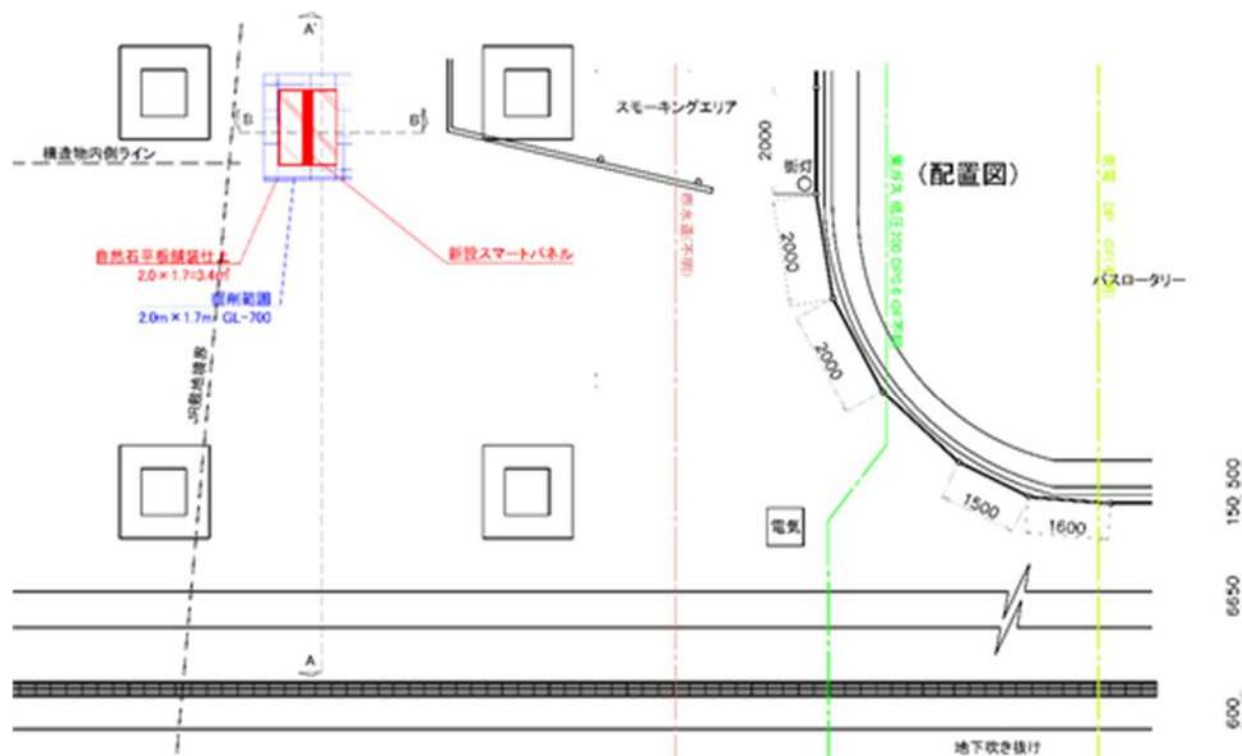 A'
スモーキングエリア
B
B'
構造物内側ライン
2000
(配置図)
自然石平板舗装仕上
2.0×1.7=3.4㎡
新設スマートパネル
掘削範囲
2.0m×1.7m GL-700
2000
バスロータリー
2000
JR敷地境界
1500
1600
電気
150 500
6650
A
600
地下吹き抜け